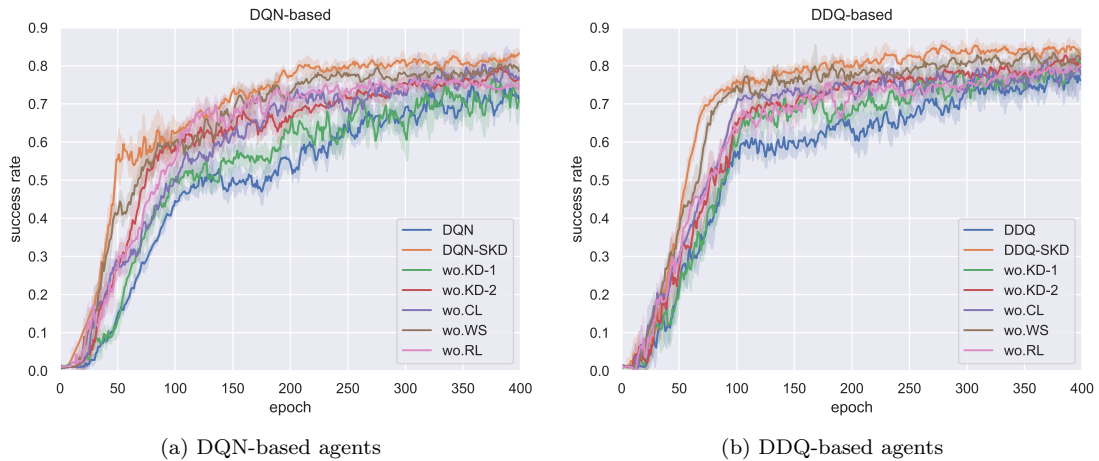 DQN-based
0.9
0.8
0.7
0.6
0.5
0.4
0.3
0.2
0.1
0.0
success rate
0 50 100 150 200 250 300 350 400
epoch
DQN
DQN-SKD
wo.KD-1
wo.KD-2
wo.CL
wo.WS
wo.RL
(a) DQN-based agents
DDQ-based
0.9
0.8
0.7
0.6
0.5
0.4
0.3
0.2
0.1
0.0
success rate
0 50 100 150 200 250 300 350 400
epoch
DDQ
DDQ-SKD
wo.KD-1
wo.KD-2
wo.CL
wo.WS
wo.RL
(b) DDQ-based agents